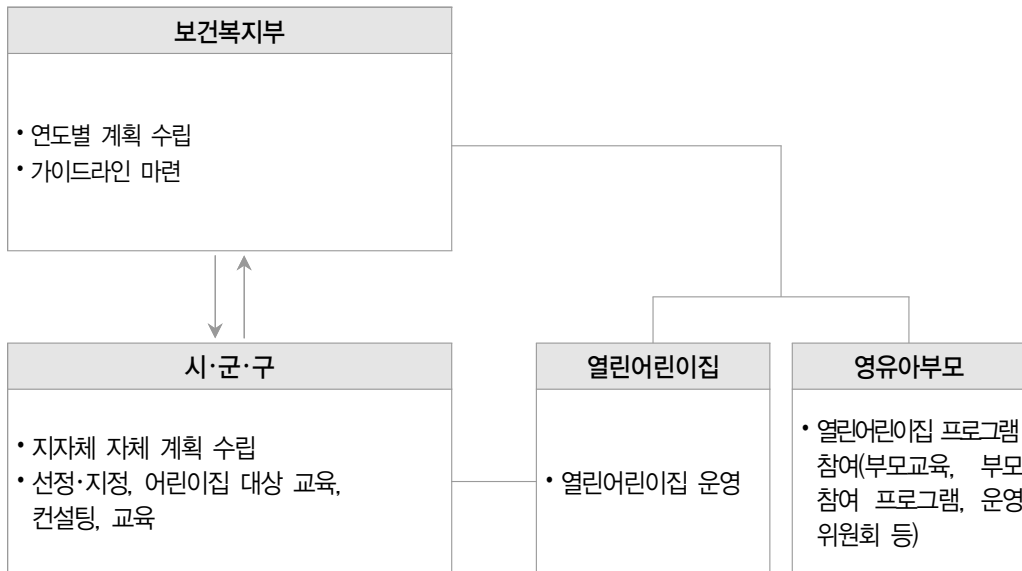 보건복지부
• 연도별 계획 수립
• 가이드라인 마련
시·군·구
• 지자체 자체 계획 수립
• 선정·지정, 어린이집 대상 교육,
컨설팅, 교육
열린어린이집
• 열린어린이집 운영
영유아부모
• 열린어린이집 프로그램
참여(부모교육, 부모
참여 프로그램, 운영
위원회 등)